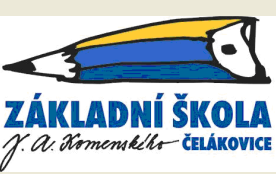 ZÁKLADNÍ ŠKOLA
J. A. Komenského ČELÁKOVICE